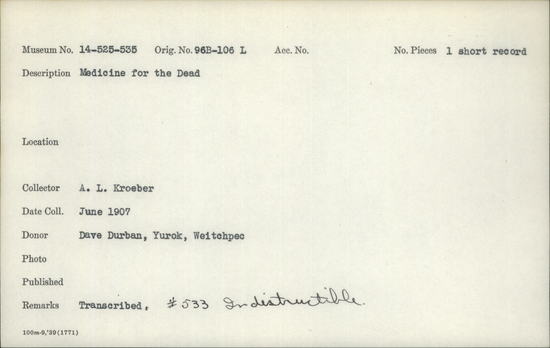 Museum No. 14-525-535 Orig. No. 96B-106 L Acc. No. No. Pieces 1 short record
Description Medicine for the Dead
Location
Collector A. L. Kroeber
Date Coll. June 1907
Donor Dave Durban, Yurok, Weitchpec
Photo
Published
Remarks Transcribed, #533 Indistructible.
100m-9,'39(1771)